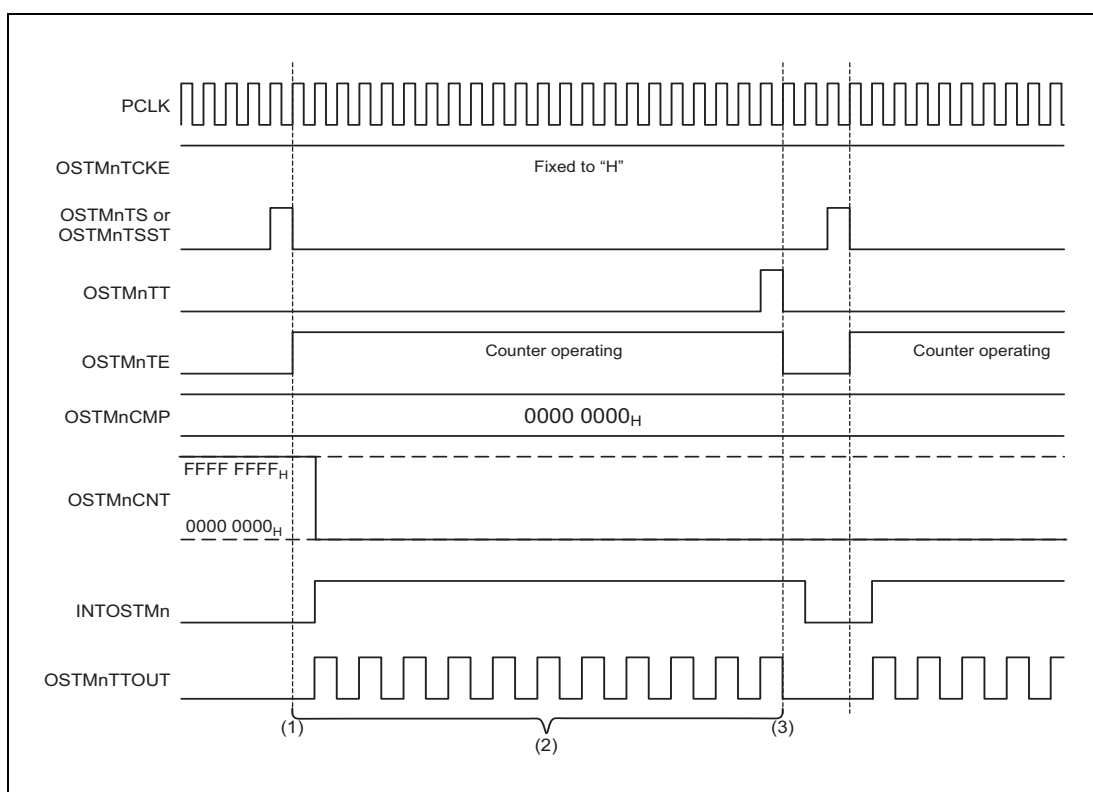 PCLK
OSTMnTCKE
Fixed to “H”
OSTMnTS or
OSTMnTSST
OSTMnTT
OSTMnTE
Counter operating
Counter operating
OSTMnCMP
0000 0000H
FFFF FFFFH
OSTMnCNT
0000 0000H
INTOSTMn
OSTMnTTOUT
(1)
(2)
(3)